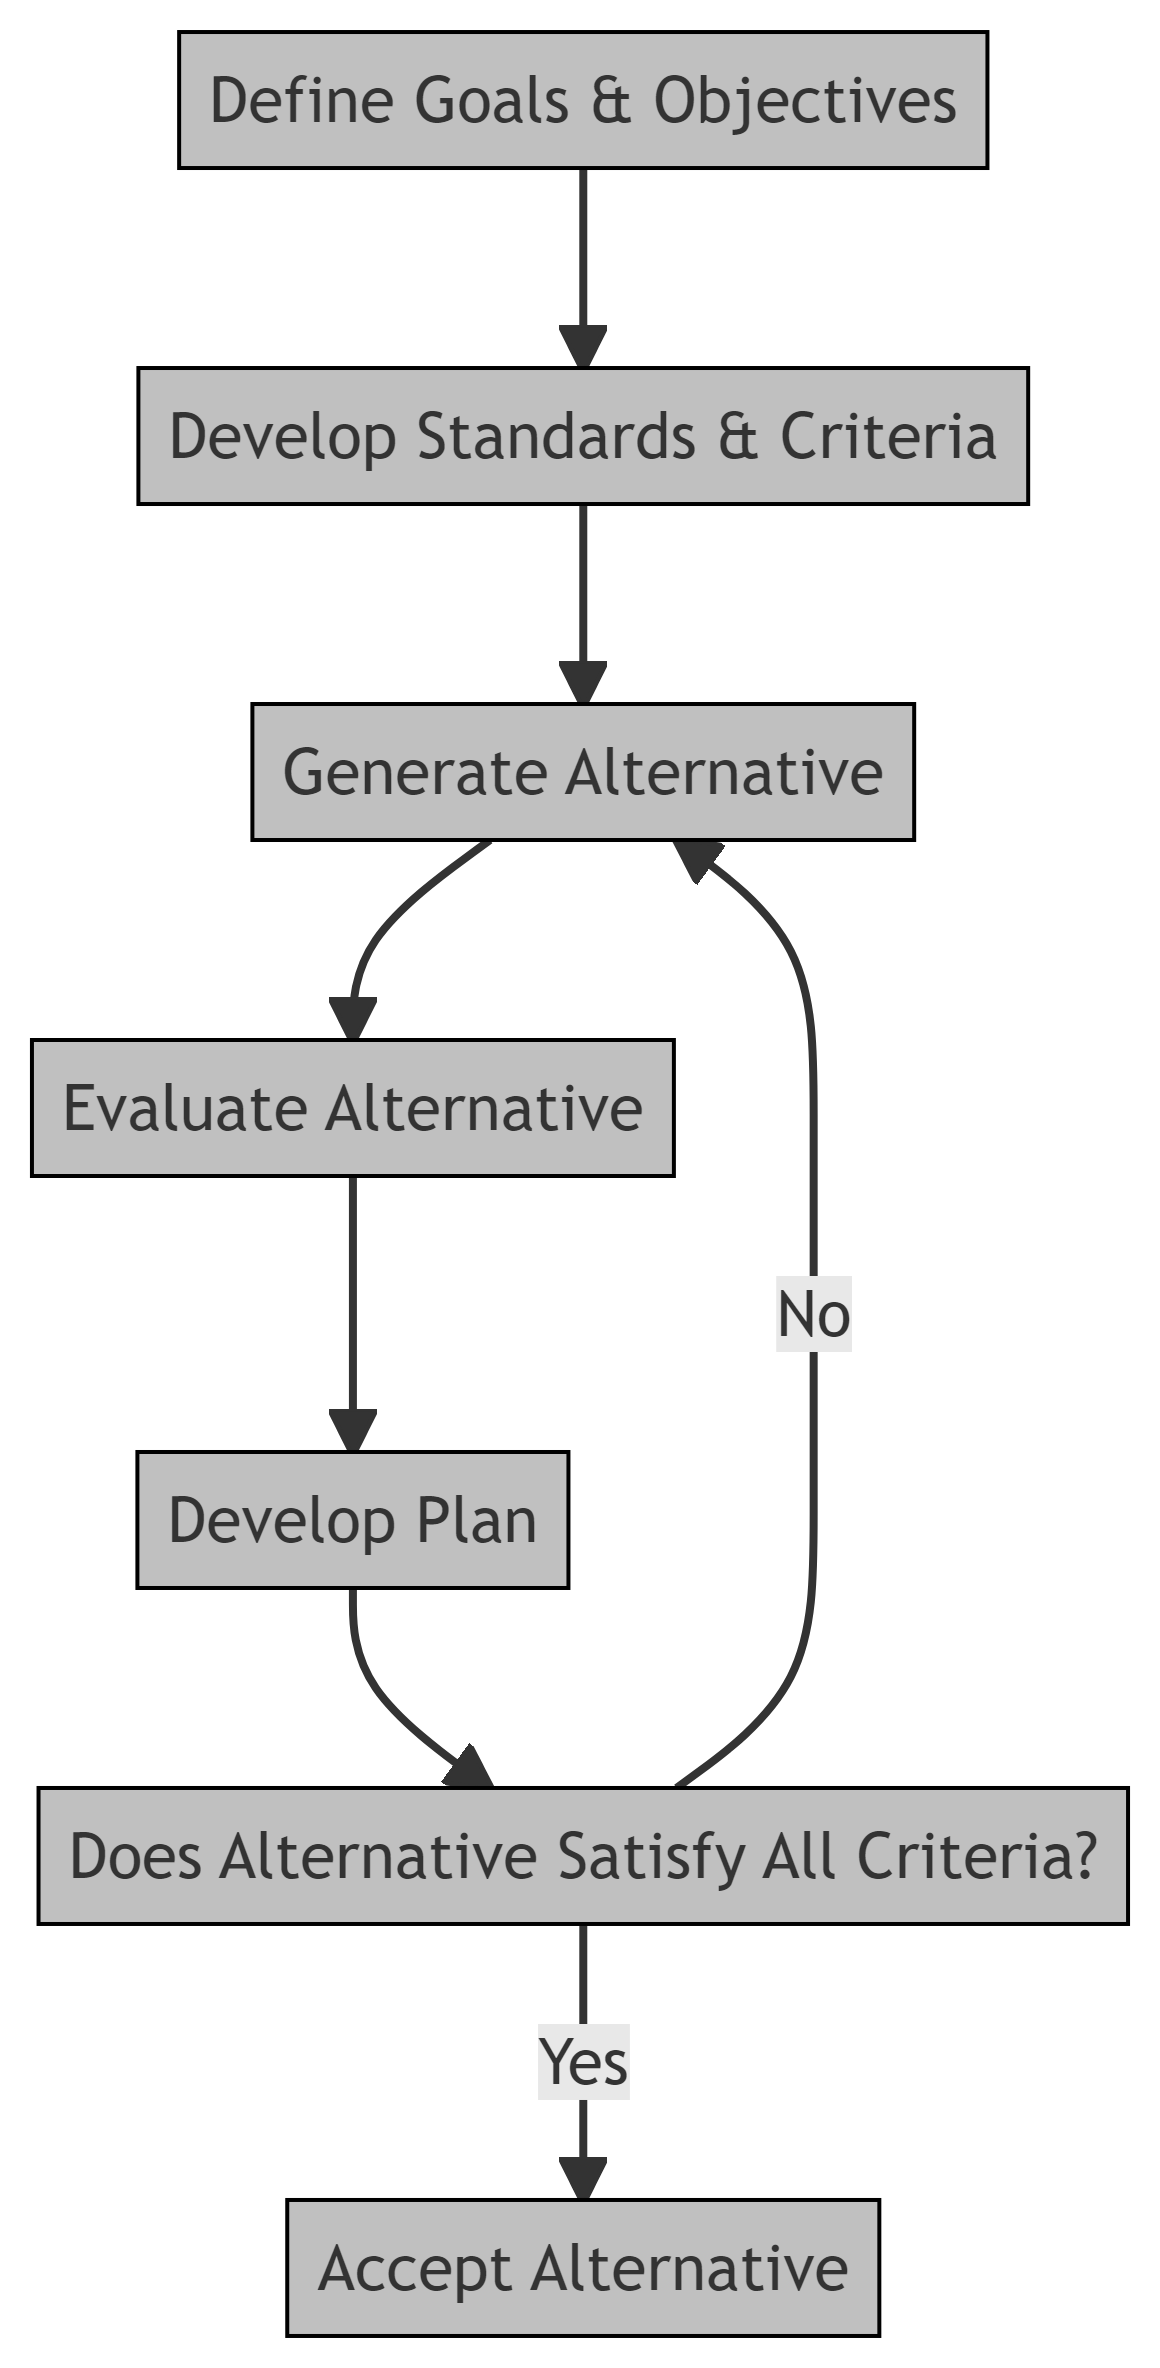 Define Goals & Objectives
Develop Standards & Criteria
Generate Alternative
Evaluate Alternative
No
Develop Plan
Does Alternative Satisfy All Criteria?
Yes
Accept Alternative